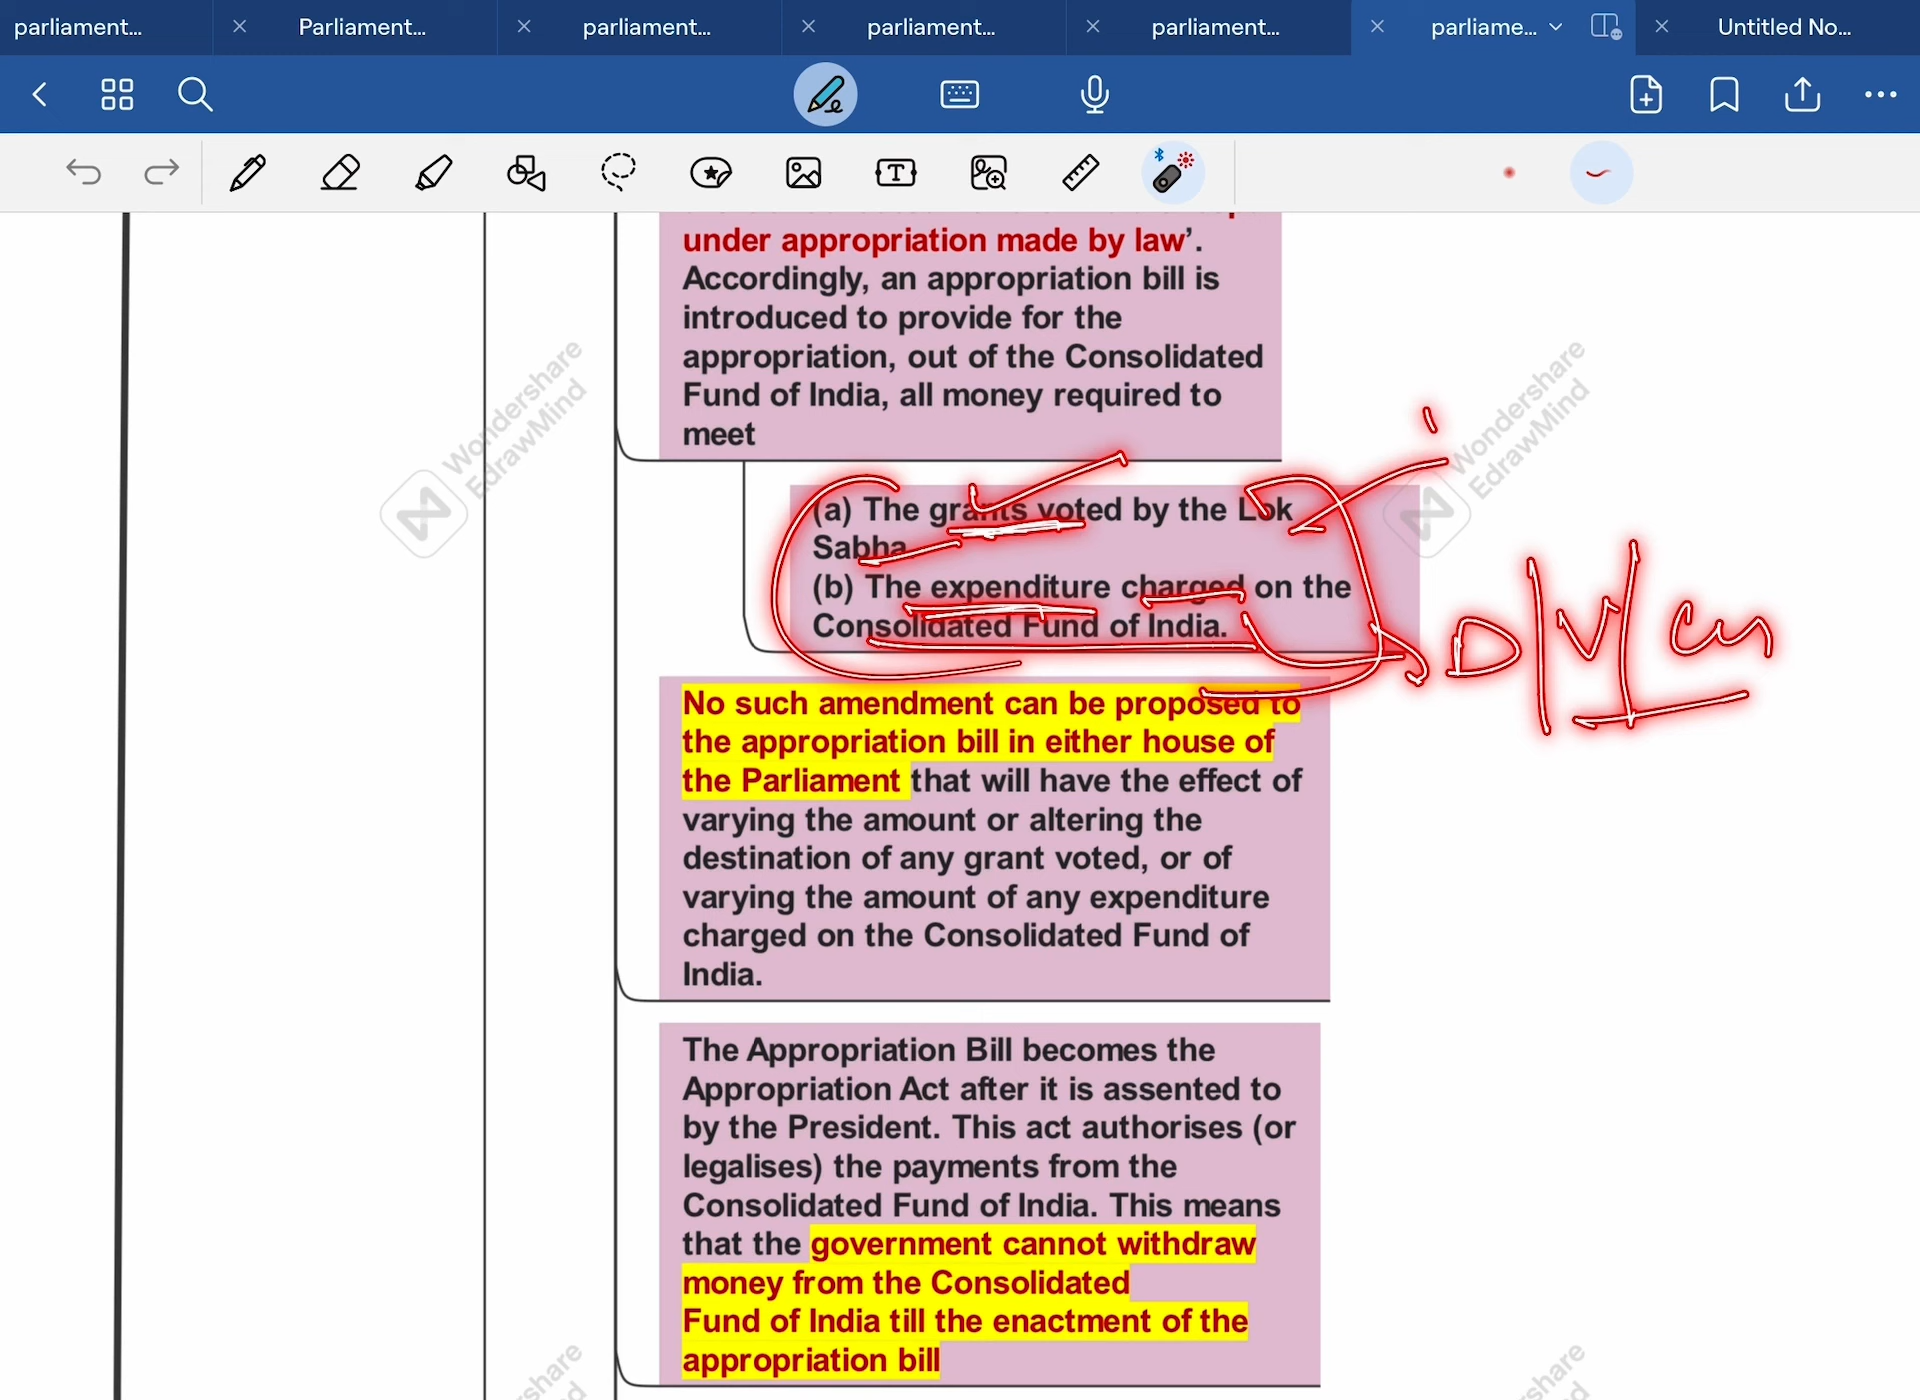 parliament...
Parliament...
parliament...
parliament...
parliament...
parliame...
Untitled No...
under appropriation made by law’.
Accordingly, an appropriation bill is
introduced to provide for the
appropriation, out of the Consolidated
Fund of India, all money required to
meet
(a) The grants voted by the Lok
Sabha
(b) The expenditure charged on the
Consolidated Fund of India.
D/V/
No such amendment can be proposed to
the appropriation bill in either house of
the Parliament that will have the effect of
varying the amount or altering the
destination of any grant voted, or of
varying the amount of any expenditure
charged on the Consolidated Fund of
India.
The Appropriation Bill becomes the
Appropriation Act after it is assented to
by the President. This act authorises (or
legalises) the payments from the
Consolidated Fund of India. This means
that the government cannot withdraw
money from the Consolidated
Fund of India till the enactment of the
appropriation bill
Wondershare
EdrawMind
Wondershare
EdrawMind